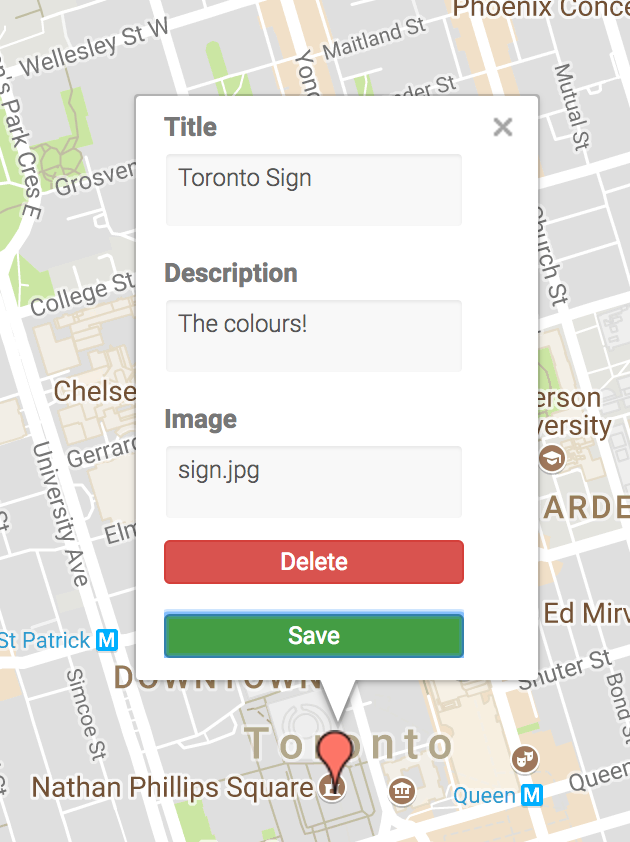 Phoenix Conce
Wellesley St W
Maitland St
Yong
nder St
Mutual St
n's Park Cres E
Title
×
Toronto Sign
Grosven
Church St
Description
College St
The colours!
Chelse
erson
versity
Image
Gerrard
sign.jpg
University Ave
ARDE
Elm
Delete
Ed Mirv
Save
St Patrick M
DOWNTOWN
Shuter St
Simcoe St
Bond S
Toronto
Nathan Phillips Square
Queen M
Queen